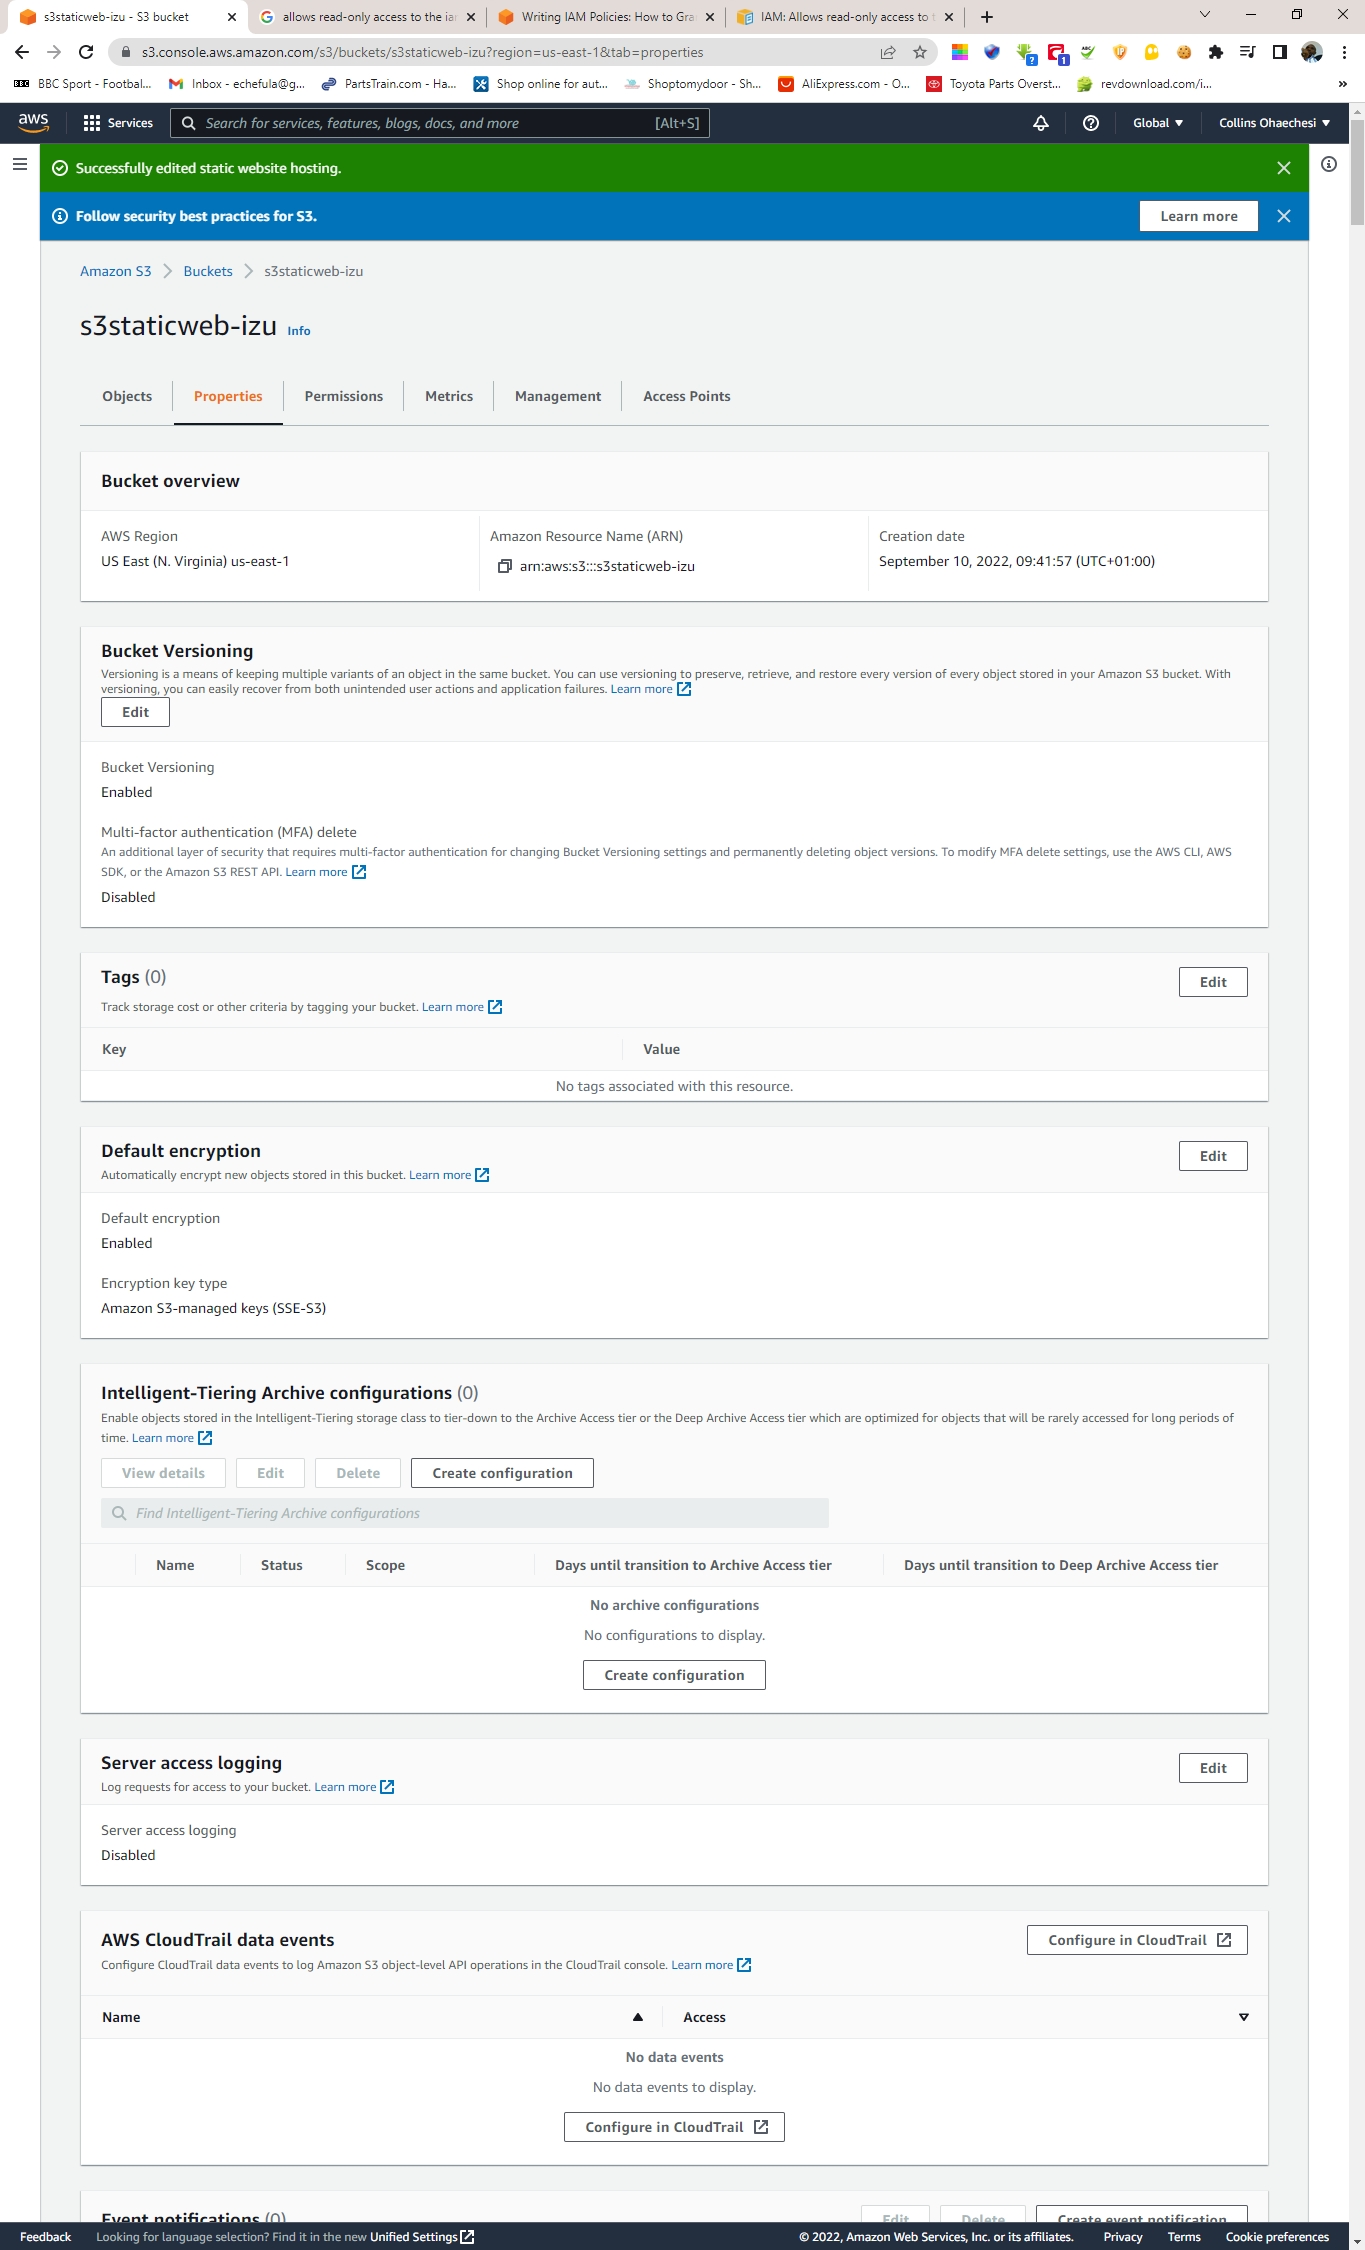 s3staticweb-izu - S3 bucket
allows read-only access to the iar
Writing IAM Policies: How to Gra
IAM: Allows read-only access to t
s3.console.aws.amazon.com/s3/buckets/s3staticweb-izu?region=us-east-1&tab=properties
BBC BBC Sport - Footbal...
Inbox - echefula@g...
PartsTrain.com - Ha...
Shop online for aut...
Shoptomydoor - Sh...
AliExpress.com - O...
Toyota Parts Overst...
revdownload.com/i...
»
aws
Services
Search for services, features, blogs, docs, and more
[Alt+S]
Global
Collins Ohaechesi
Successfully edited static website hosting.
Follow security best practices for S3.
Learn more
Amazon S3 > Buckets > s3staticweb-izu
s3staticweb-izu Info
Objects
Properties
Permissions
Metrics
Management
Access Points
Bucket overview
AWS Region
US East (N. Virginia) us-east-1
Amazon Resource Name (ARN)
arn:aws:s3:::s3staticweb-izu
Creation date
September 10, 2022, 09:41:57 (UTC+01:00)
Bucket Versioning
Versioning is a means of keeping multiple variants of an object in the same bucket. You can use versioning to preserve, retrieve, and restore every version of every object stored in your Amazon S3 bucket. With
versioning, you can easily recover from both unintended user actions and application failures. Learn more
Edit
Bucket Versioning
Enabled
Multi-factor authentication (MFA) delete
An additional layer of security that requires multi-factor authentication for changing Bucket Versioning settings and permanently deleting object versions. To modify MFA delete settings, use the AWS CLI, AWS
SDK, or the Amazon S3 REST API. Learn more
Disabled
Tags (0)
Edit
Track storage cost or other criteria by tagging your bucket. Learn more
Key
Value
No tags associated with this resource.
Default encryption
Edit
Automatically encrypt new objects stored in this bucket. Learn more
Default encryption
Enabled
Encryption key type
Amazon S3-managed keys (SSE-S3)
Intelligent-Tiering Archive configurations (0)
Enable objects stored in the Intelligent-Tiering storage class to tier-down to the Archive Access tier or the Deep Archive Access tier which are optimized for objects that will be rarely accessed for long periods of
time. Learn more
View details
Edit
Delete
Create configuration
Find Intelligent-Tiering Archive configurations
Name
Status
Scope
Days until transition to Archive Access tier
Days until transition to Deep Archive Access tier
No archive configurations
No configurations to display.
Create configuration
Server access logging
Edit
Log requests for access to your bucket. Learn more
Server access logging
Disabled
AWS CloudTrail data events
Configure in CloudTrail
Configure CloudTrail data events to log Amazon S3 object-level API operations in the CloudTrail console. Learn more
Name
Access
No data events
No data events to display.
Configure in CloudTrail
Event notifications (0)
Edit
Delete
Create event notification
Feedback
Looking for language selection? Find it in the new Unified Settings
© 2022, Amazon Web Services, Inc. or its affiliates.
Privacy
Terms
Cookie preferences